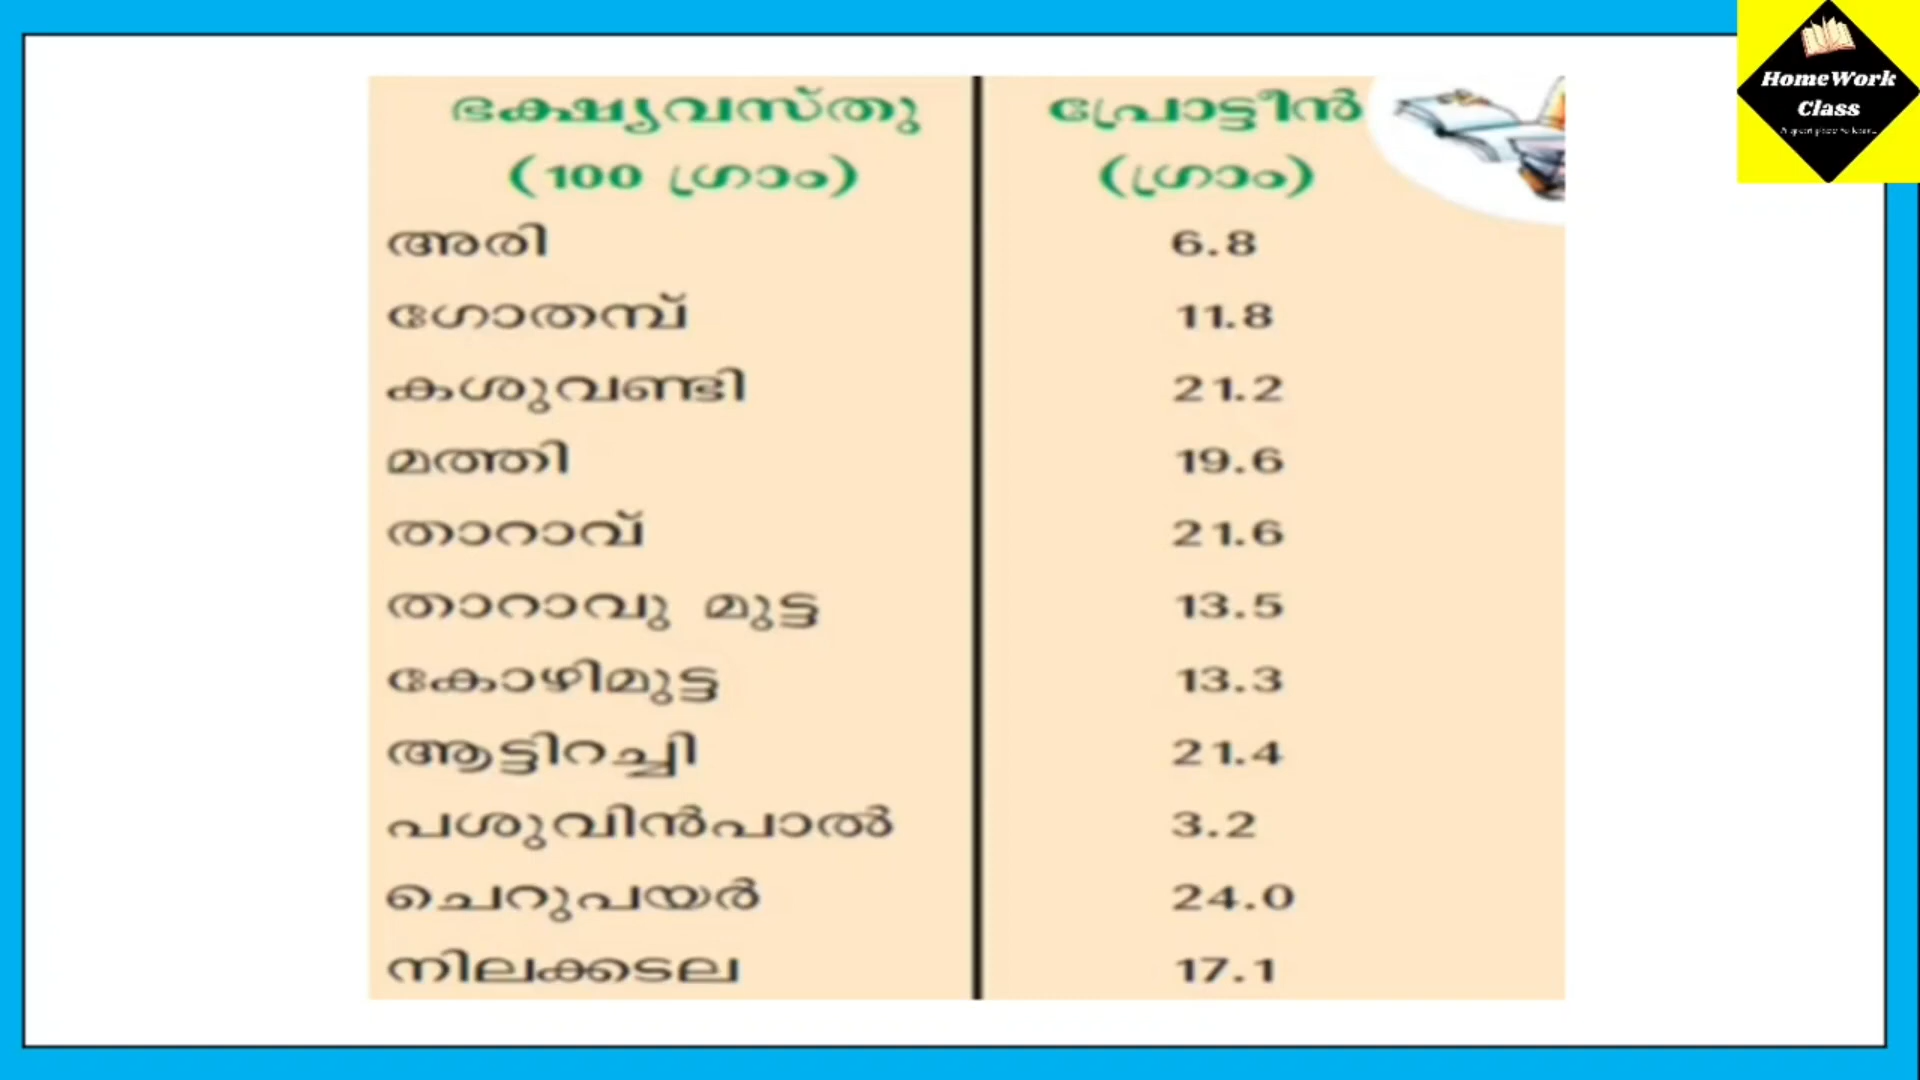 HomeWork
Class
ഭക്ഷ്യവസ്തു പ്രോട്ടീൻ
(100 ഗ്രാം) (ഗ്രാം)
അരി 6.8
ഗോതമ്പ് 11.8
കശുവണ്ടി 21.2
മത്തി 19.6
താറാവ് 21.6
താറാവു മുട്ട 13.5
കോഴിമുട്ട 13.3
ആട്ടിറച്ചി 21.4
പശുവിൻപാൽ 3.2
ചെറുപയർ 24.0
നിലക്കടല 17.1